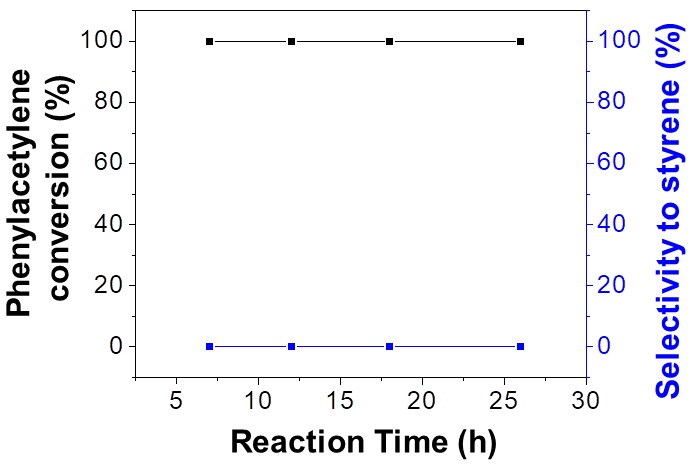 Phenylacetylene
conversion (%)
100
80
60
40
20
0
100
80
60
40
20
0
Selectivity to styrene (%)
5 10 15 20 25 30
Reaction Time (h)